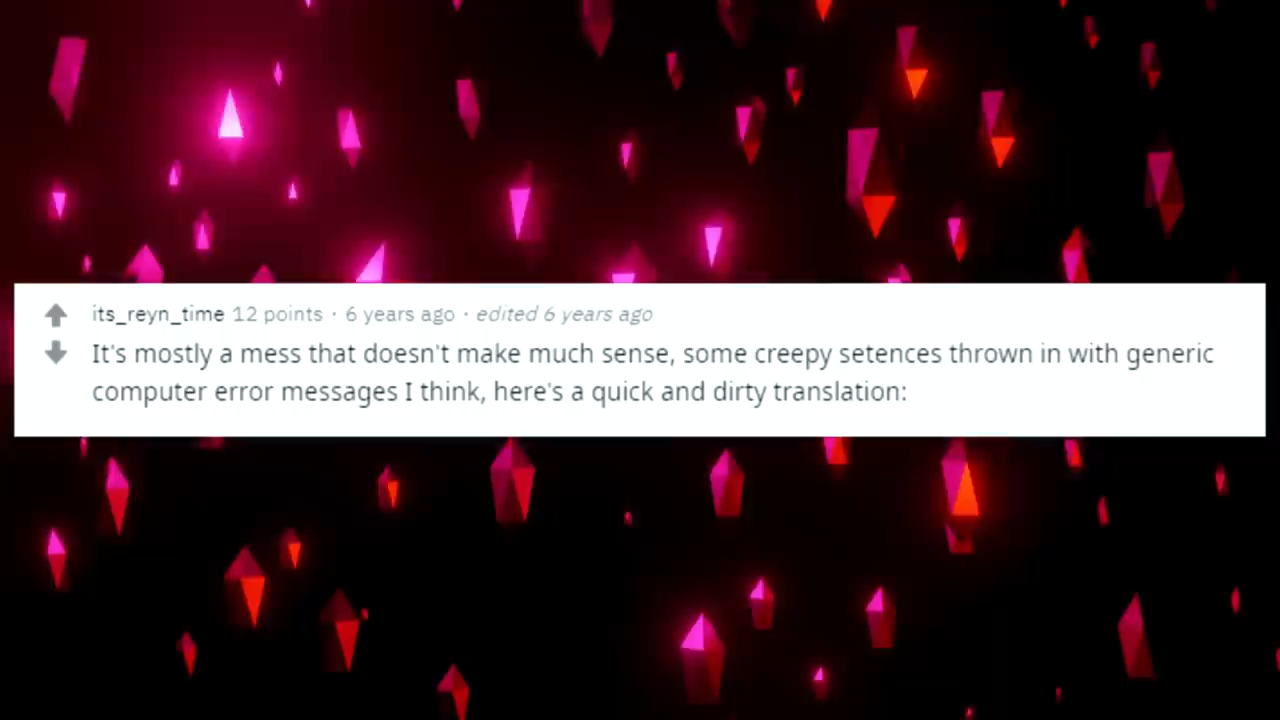 its_reyn_time 12 points · 6 years ago · edited 6 years ago
It's mostly a mess that doesn't make much sense, some creepy setences thrown in with generic
computer error messages I think, here's a quick and dirty translation: